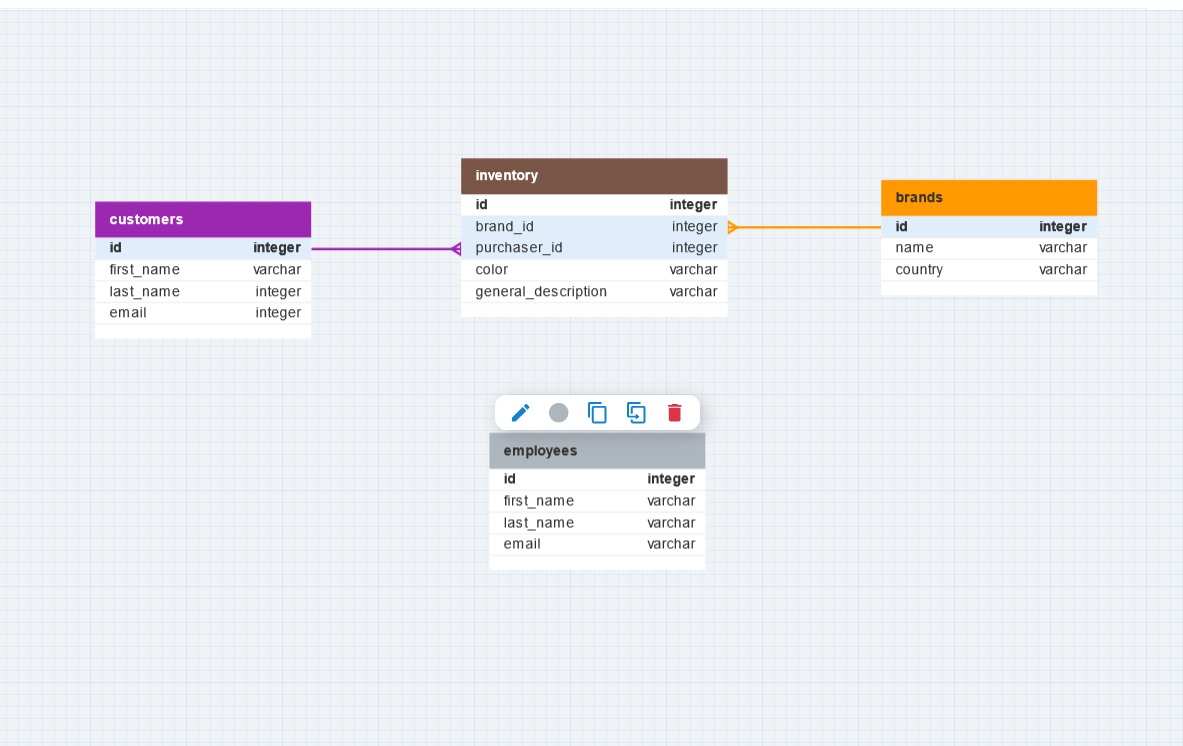 customers
id integer
first_name varchar
last_name integer
email integer
inventory
id integer
brand_id integer
purchaser_id integer
color varchar
general_description varchar
brands
id integer
name varchar
country varchar
employees
id integer
first_name varchar
last_name varchar
email varchar